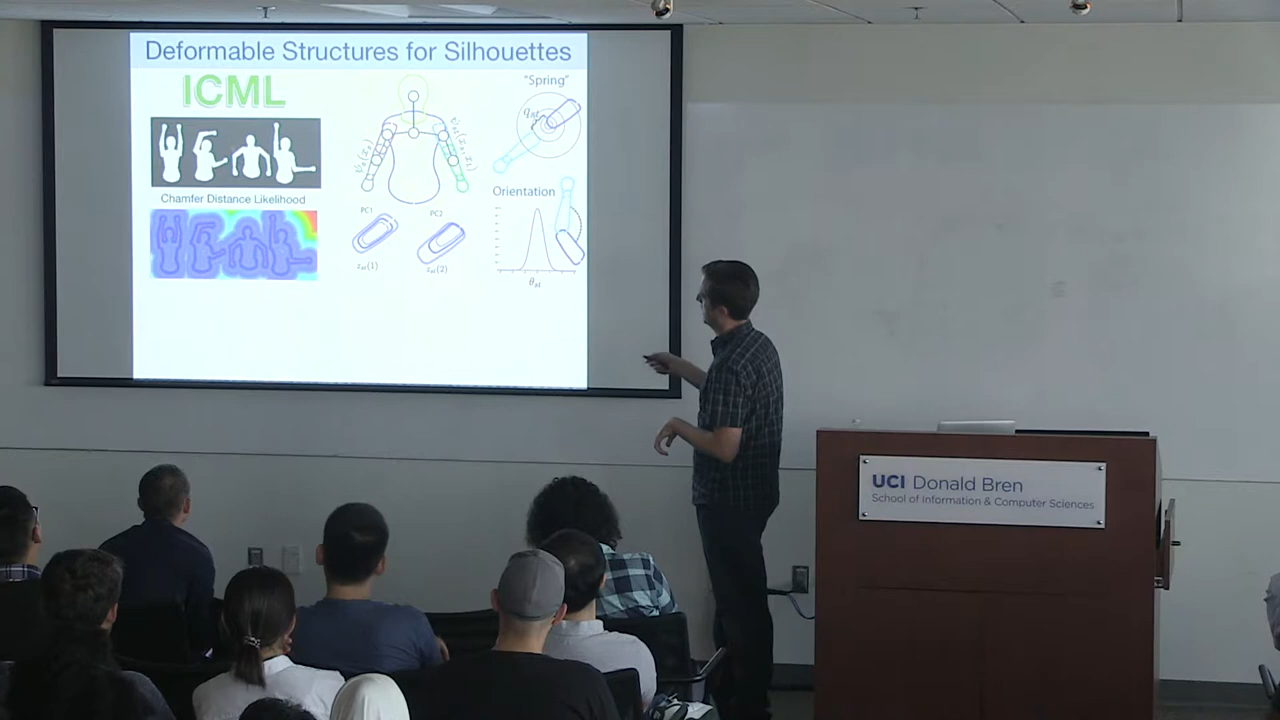 Deformable Structures for Silhouettes
ICML
Chamfer Distance Likelihood
PC1
PC2
"Spring"
Orientation
UCI Donald Bren
School of Information & Computer Sciences